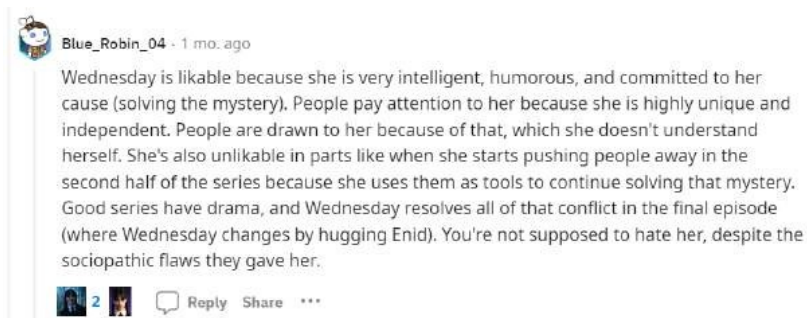 Blue_Robin_04 · 1 mo. ago
Wednesday is likable because she is very intelligent, humorous, and committed to her
cause (solving the mystery). People pay attention to her because she is highly unique and
independent. People are drawn to her because of that, which she doesn't understand
herself. She's also unlikable in parts like when she starts pushing people away in the
second half of the series because she uses them as tools to continue solving that mystery.
Good series have drama, and Wednesday resolves all of that conflict in the final episode
(where Wednesday changes by hugging Enid). You're not supposed to hate her, despite the
sociopathic flaws they gave her.
2 Reply Share ···